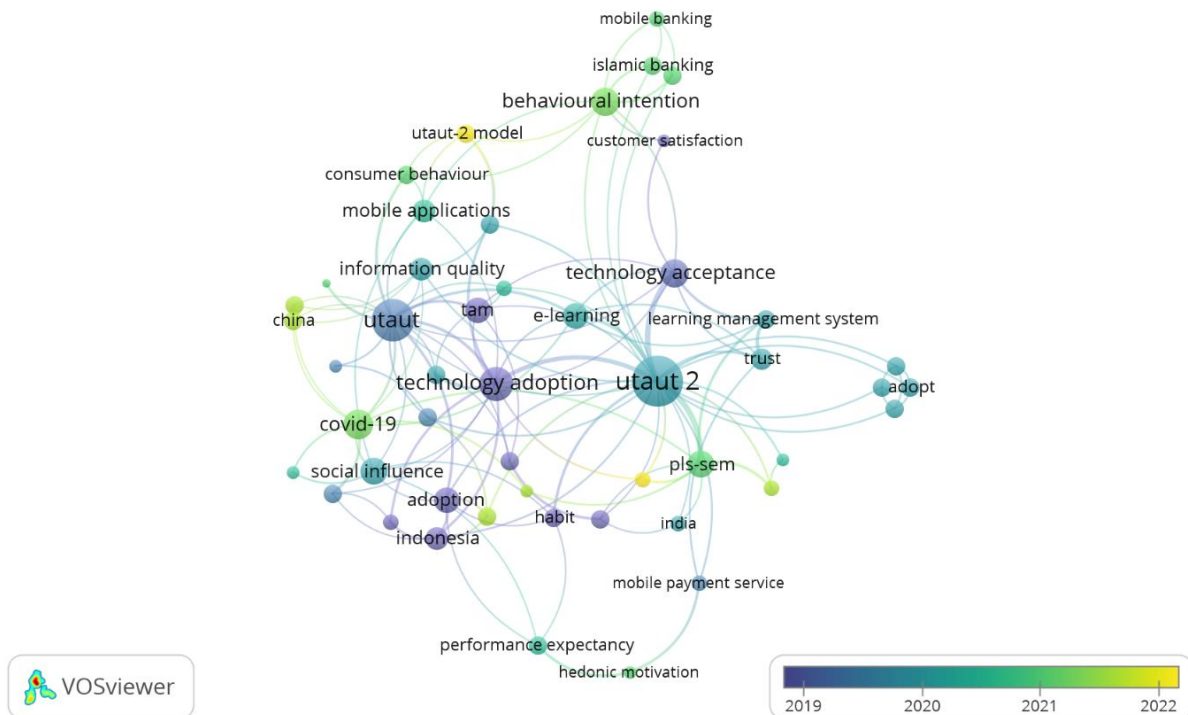 mobile banking
islamic banking
behavioural intention
utaut-2 model
customer satisfaction
consumer behaviour
mobile applications
information quality
technology acceptance
tam
e-learning
learning management system
china
utaut
trust
technology adoption
utaut 2
adopt
covid-19
social influence
pls-sem
adoption
habit
india
indonesia
mobile payment service
performance expectancy
hedonic motivation
VOSviewer
2019 2020 2021 2022